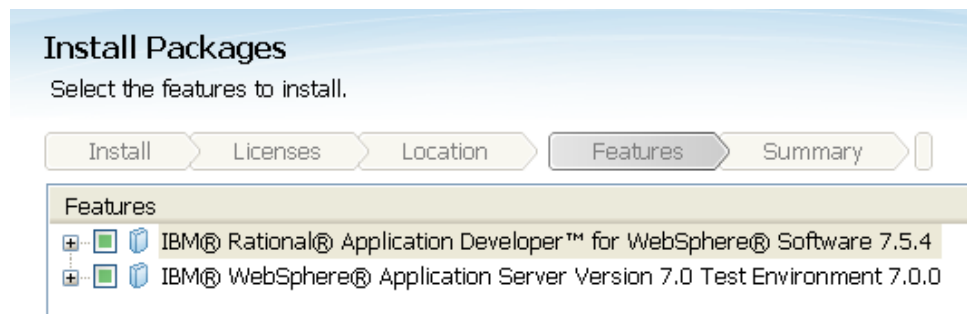 Install Packages
Select the features to install.
Install Licenses Location Features Summary
Features
IBM® Rational® Application Developer™ for WebSphere® Software 7.5.4
IBM® WebSphere® Application Server Version 7.0 Test Environment 7.0.0